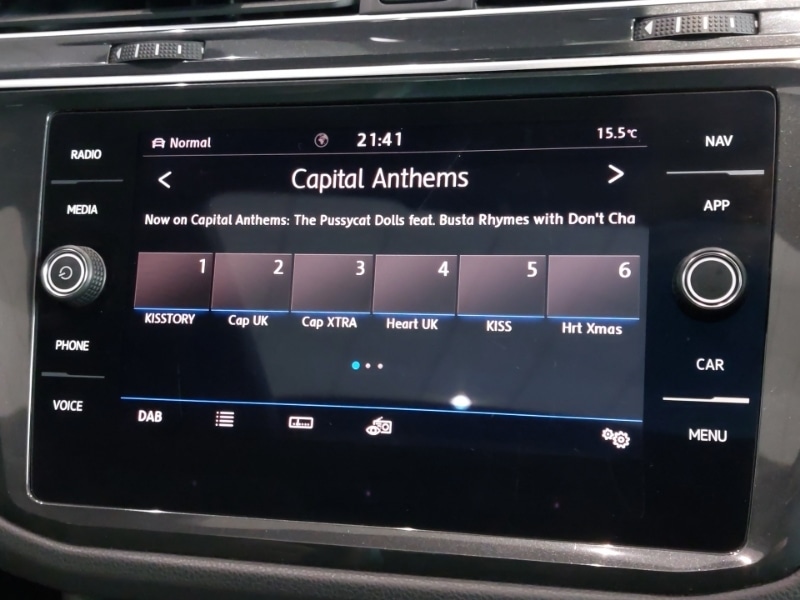 RADIO
MEDIA
PHONE
VOICE
Normal
21:41
15.5°C
< Capital Anthems >
Now on Capital Anthems: The Pussycat Dolls feat. Busta Rhymes with Don't Cha
1 2 3 4 5 6
KISSTORY Cap UK Cap XTRA Heart UK KISS Hrt Xmas
DAB
NAV
APP
CAR
MENU